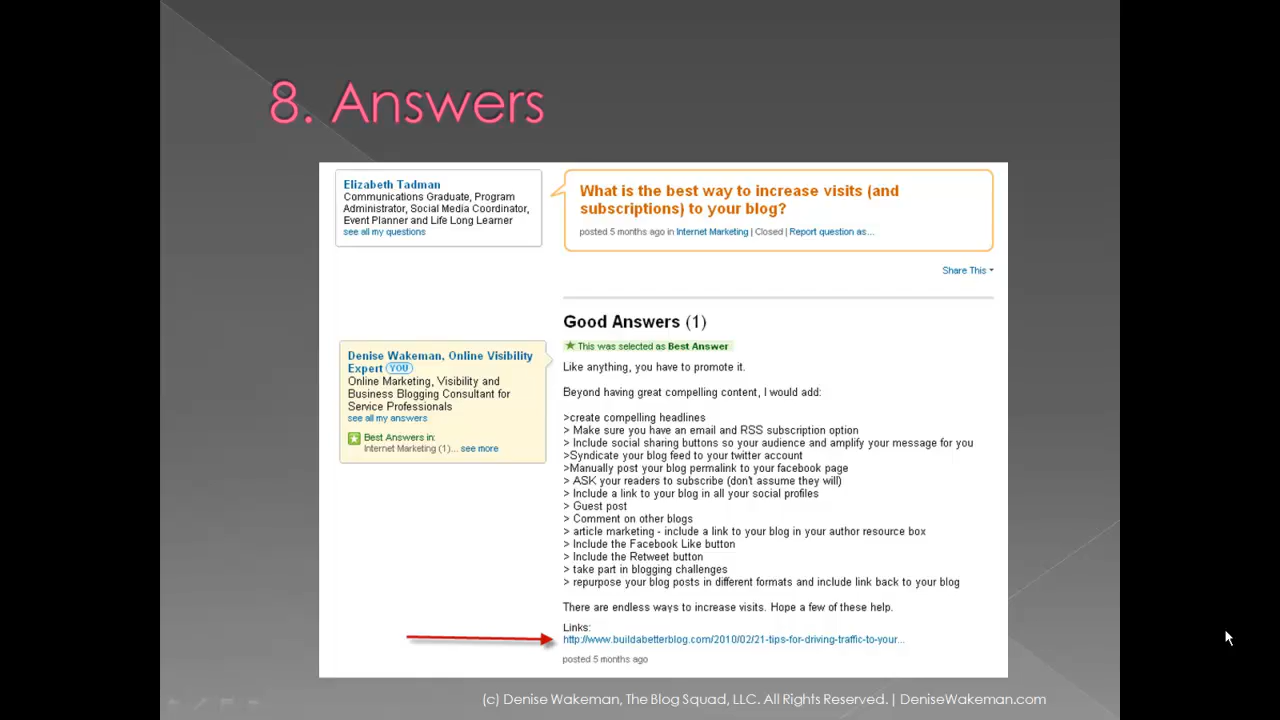 8. Answers
Elizabeth Tadman
Communications Graduate, Program
Administrator, Social Media Coordinator,
Event Planner and Life Long Learner
see all my questions
What is the best way to increase visits (and
subscriptions) to your blog?
posted 5 months ago in Internet Marketing | Closed | Report question as...
Share This
Good Answers (1)
This was selected as Best Answer
Denise Wakeman, Online Visibility
Expert YOU
Online Marketing, Visibility and
Business Blogging Consultant for
Service Professionals
see all my answers
Best Answers in:
Internet Marketing (1)... see more
Like anything, you have to promote it.
Beyond having great compelling content, I would add:
>create compelling headlines
> Make sure you have an email and RSS subscription option
> Include social sharing buttons so your audience and amplify your message for you
>Syndicate your blog feed to your twitter account
>Manually post your blog permalink to your facebook page
> ASK your readers to subscribe (don't assume they will)
> Include a link to your blog in all your social profiles
> Guest post
> Comment on other blogs
> article marketing - include a link to your blog in your author resource box
> Include the Facebook Like button
> Include the Retweet button
> take part in blogging challenges
> repurpose your blog posts in different formats and include link back to your blog
There are endless ways to increase visits. Hope a few of these help.
Links:
http://www.buildabetterblog.com/2010/02/21-tips-for-driving-traffic-to-your...
posted 5 months ago
(c) Denise Wakeman, The Blog Squad, LLC. All Rights Reserved. | DeniseWakeman.com